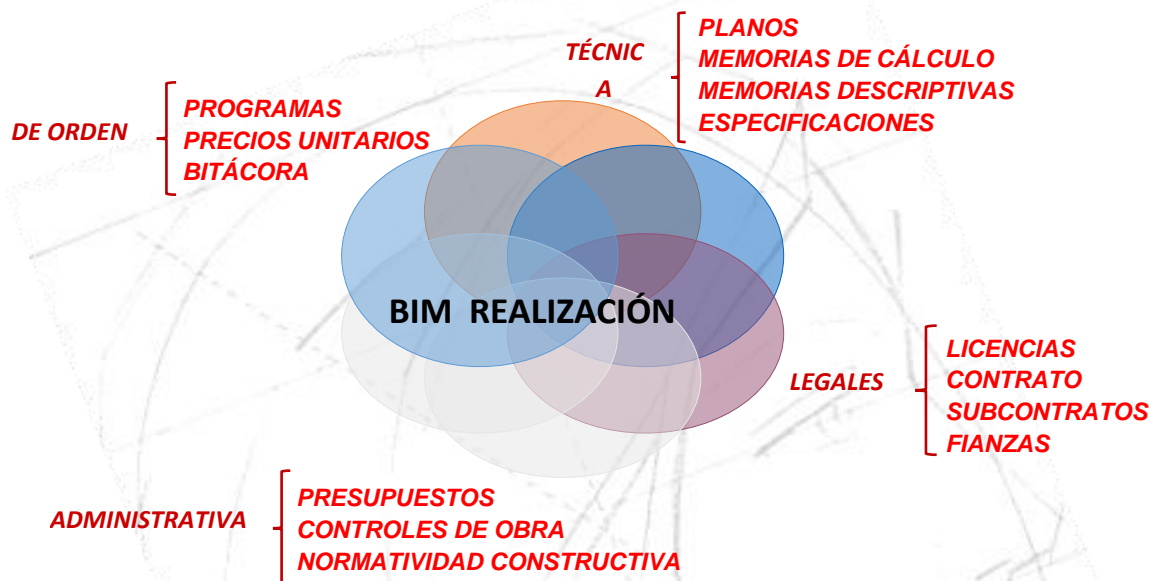 TÉCNIC
A
PLANOS
MEMORIAS DE CÁLCULO
MEMORIAS DESCRIPTIVAS
ESPECIFICACIONES
DE ORDEN
PROGRAMAS
PRECIOS UNITARIOS
BITÁCORA
BIM REALIZACIÓN
LEGALES
LICENCIAS
CONTRATO
SUBCONTRATOS
FIANZAS
ADMINISTRATIVA
PRESUPUESTOS
CONTROLES DE OBRA
NORMATIVIDAD CONSTRUCTIVA